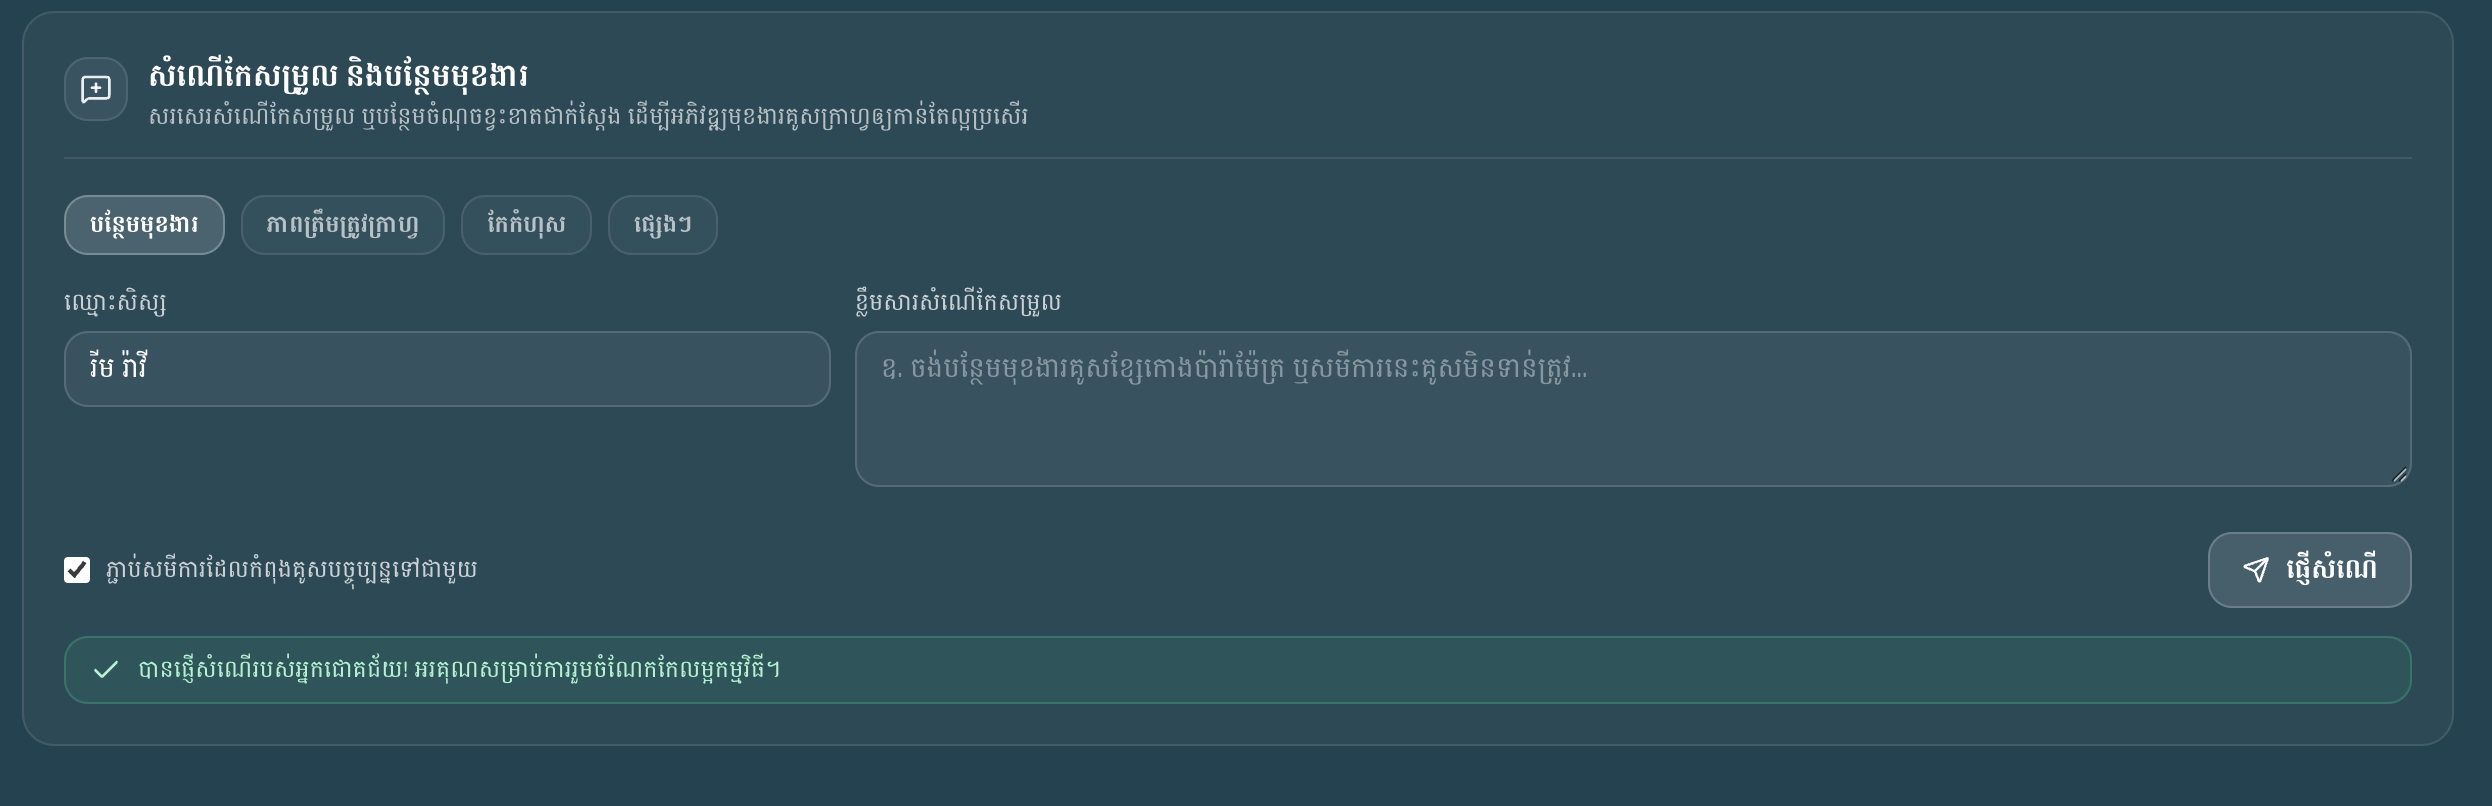 សំណើកែសម្រួល និងបន្ថែមមុខងារ
សរសេរសំណើកែសម្រួល ឬបន្ថែមចំណុចខ្វះខាតជាក់ស្តែង ដើម្បីអភិវឌ្ឍមុខងារគូសក្រាហ្វឲ្យកាន់តែល្អប្រសើរ
បន្ថែមមុខងារ ភាពត្រឹមត្រូវក្រាហ្វ កែកំហុស ផ្សេងៗ
ឈ្មោះសិស្ស
រីម រ៉ាវី
ខ្លឹមសារសំណើកែសម្រួល
ឧ. ចង់បន្ថែមមុខងារគូសខ្សែកោងប៉ារ៉ាម៉ែត្រ ឬសមីការនេះគូសមិនទាន់ត្រូវ...
ភ្ជាប់សមីការដែលកំពុងគូសបច្ចុប្បន្នទៅជាមួយ
ផ្ញើសំណើ
បានផ្ញើសំណើរបស់អ្នកជោគជ័យ! អរគុណសម្រាប់ការរួមចំណែកកែលម្អកម្មវិធី។